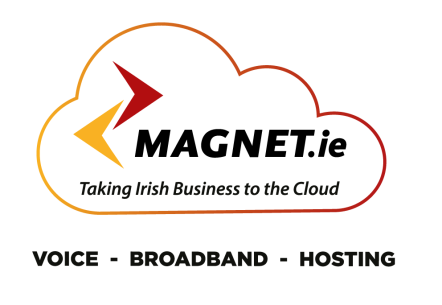 MAGNET.ie
Taking Irish Business to the Cloud
VOICE - BROADBAND - HOSTING